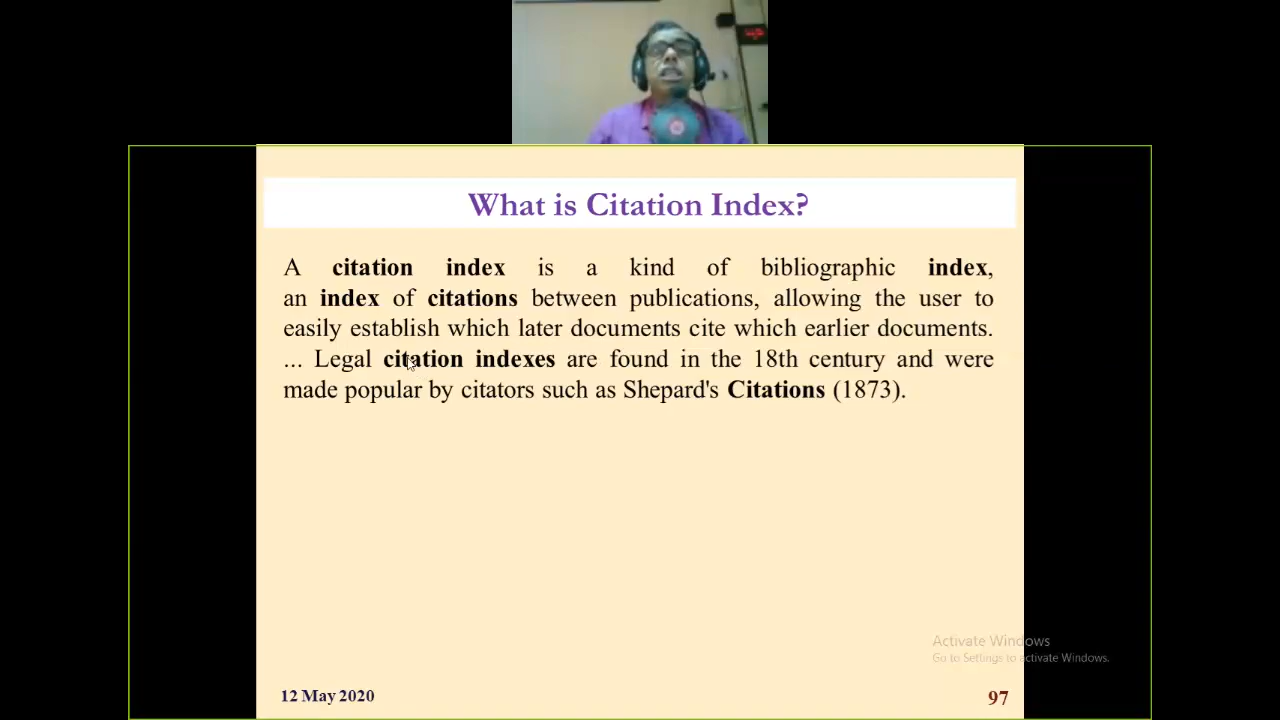 What is Citation Index?
A citation index is a kind of bibliographic index,
an index of citations between publications, allowing the user to
easily establish which later documents cite which earlier documents.
... Legal citation indexes are found in the 18th century and were
made popular by citators such as Shepard's Citations (1873).
Activate Windows
Go to Settings to activate Windows.
12 May 2020
97